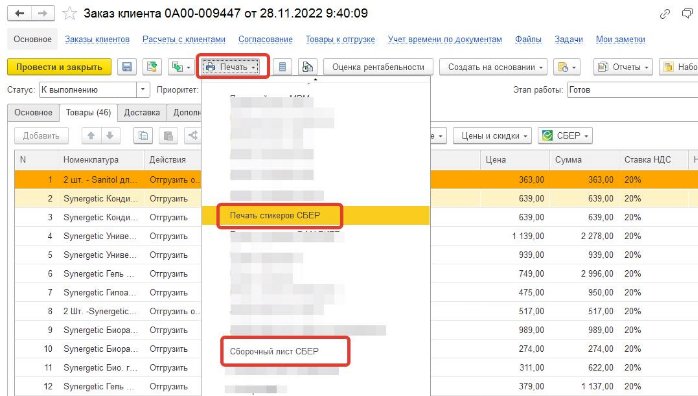 Заказ клиента 0А00-009447 от 28.11.2022 9:40:09
Основное Заказы клиентов Расчеты с клиентами Согласование Товары к отгрузке Учет времени по документам Файлы Задачи Мои заметки
Провести и закрыть Печать Оценка рентабельности Создать на основании Отчеты
Статус: К выполнению Приоритет: Этап работы: Готов
Основное Товары (46) Доставка
Добавить Цены и скидки СБЕР
N Номенклатура Действия Цена Сумма Ставка НДС
1 2 шт. - Sanitol дл... Отгрузить о... 363,00 363,00 20%
2 Synergetic Конди... Отгрузить 639,00 639,00 20%
3 Synergetic Конди... Отгрузить 639,00 639,00 20%
Печать стикеров СБЕР
4 Synergetic Униве... Отгрузить 1 139,00 2 278,00 20%
5 Synergetic Униве... Отгрузить 939,00 939,00 20%
6 Synergetic Гель ... Отгрузить 749,00 2 996,00 20%
7 Synergetic Гипоа... Отгрузить 475,00 950,00 20%
8 2 Шт. -Synergetic... Отгрузить 517,00 517,00 20%
9 Synergetic Биора... Отгрузить 989,00 989,00 20%
10 Synergetic Биора... Отгрузить 274,00 274,00 20%
Сборочный лист СБЕР
11 Synergetic Био. г... Отгрузить 311,00 622,00 20%
12 Synergetic Гель ... Отгрузить 379,00 1 137,00 20%